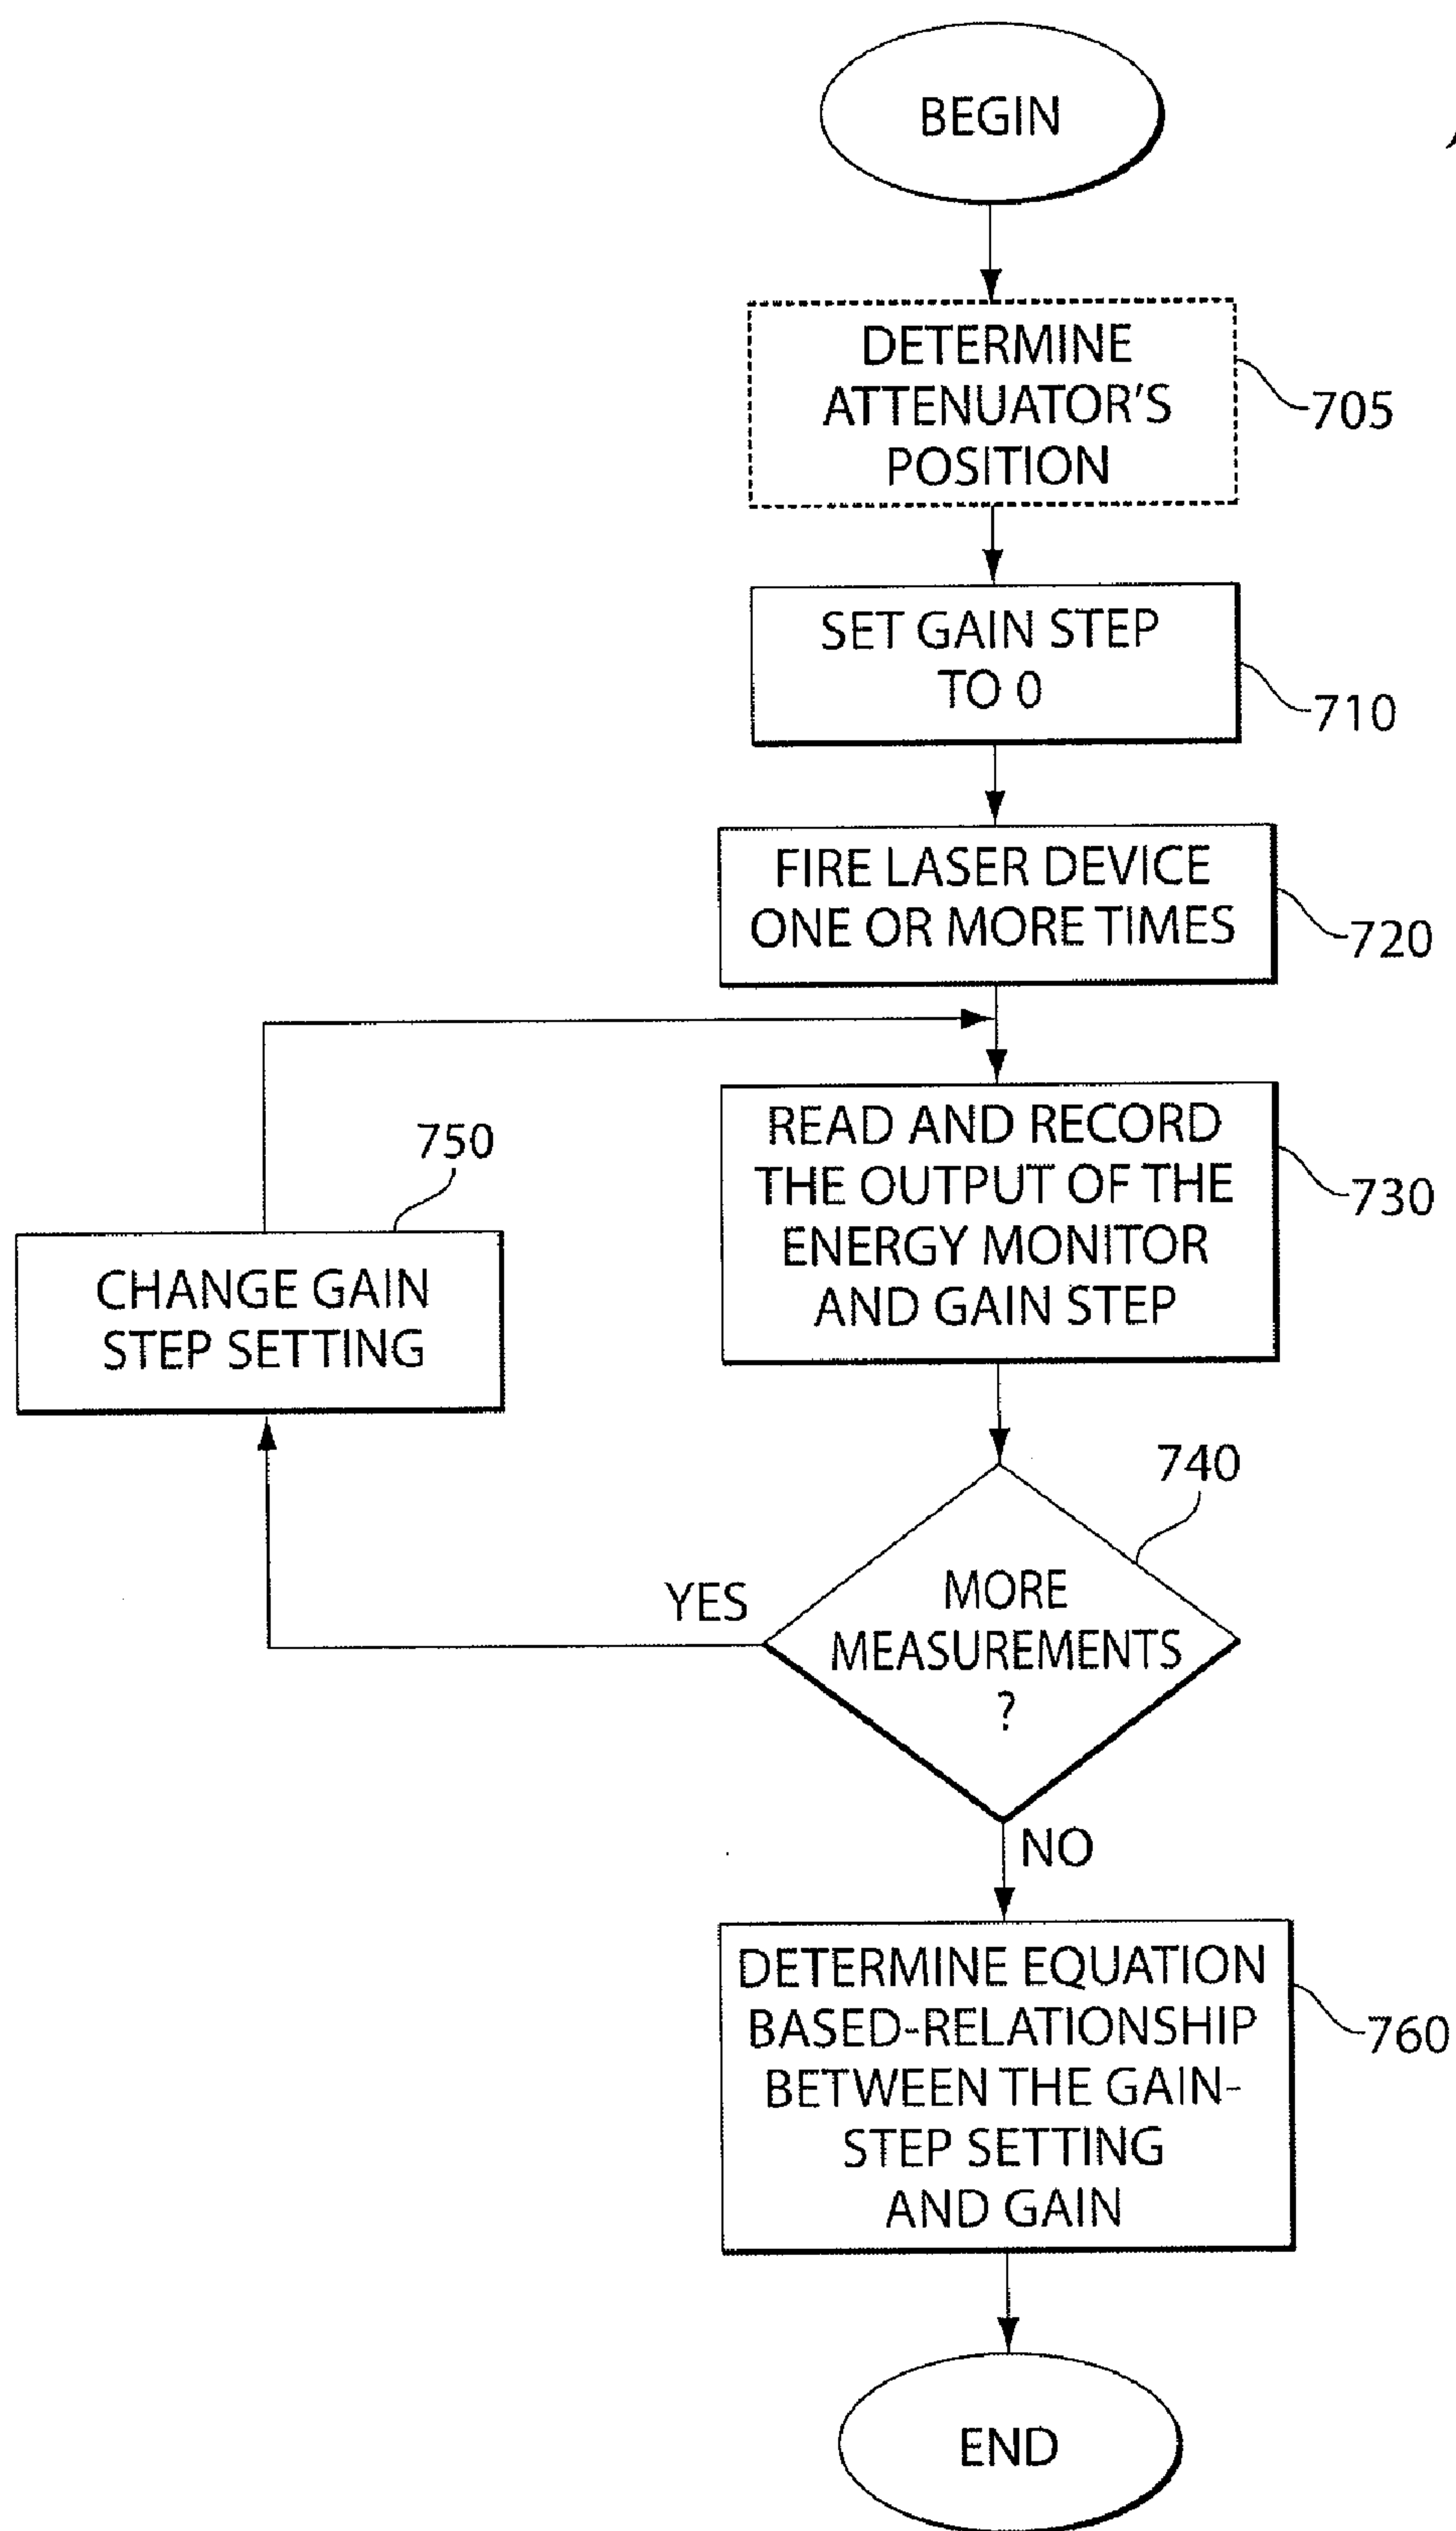 BEGIN
DETERMINE
ATTENUATOR'S
POSITION
705
SET GAIN STEP
TO 0
710
FIRE LASER DEVICE
ONE OR MORE TIMES
720
READ AND RECORD
THE OUTPUT OF THE
ENERGY MONITOR
AND GAIN STEP
730
750
CHANGE GAIN
STEP SETTING
740
MORE
MEASUREMENTS
?
YES
NO
DETERMINE EQUATION
BASED-RELATIONSHIP
BETWEEN THE GAIN-
STEP SETTING
AND GAIN
760
END